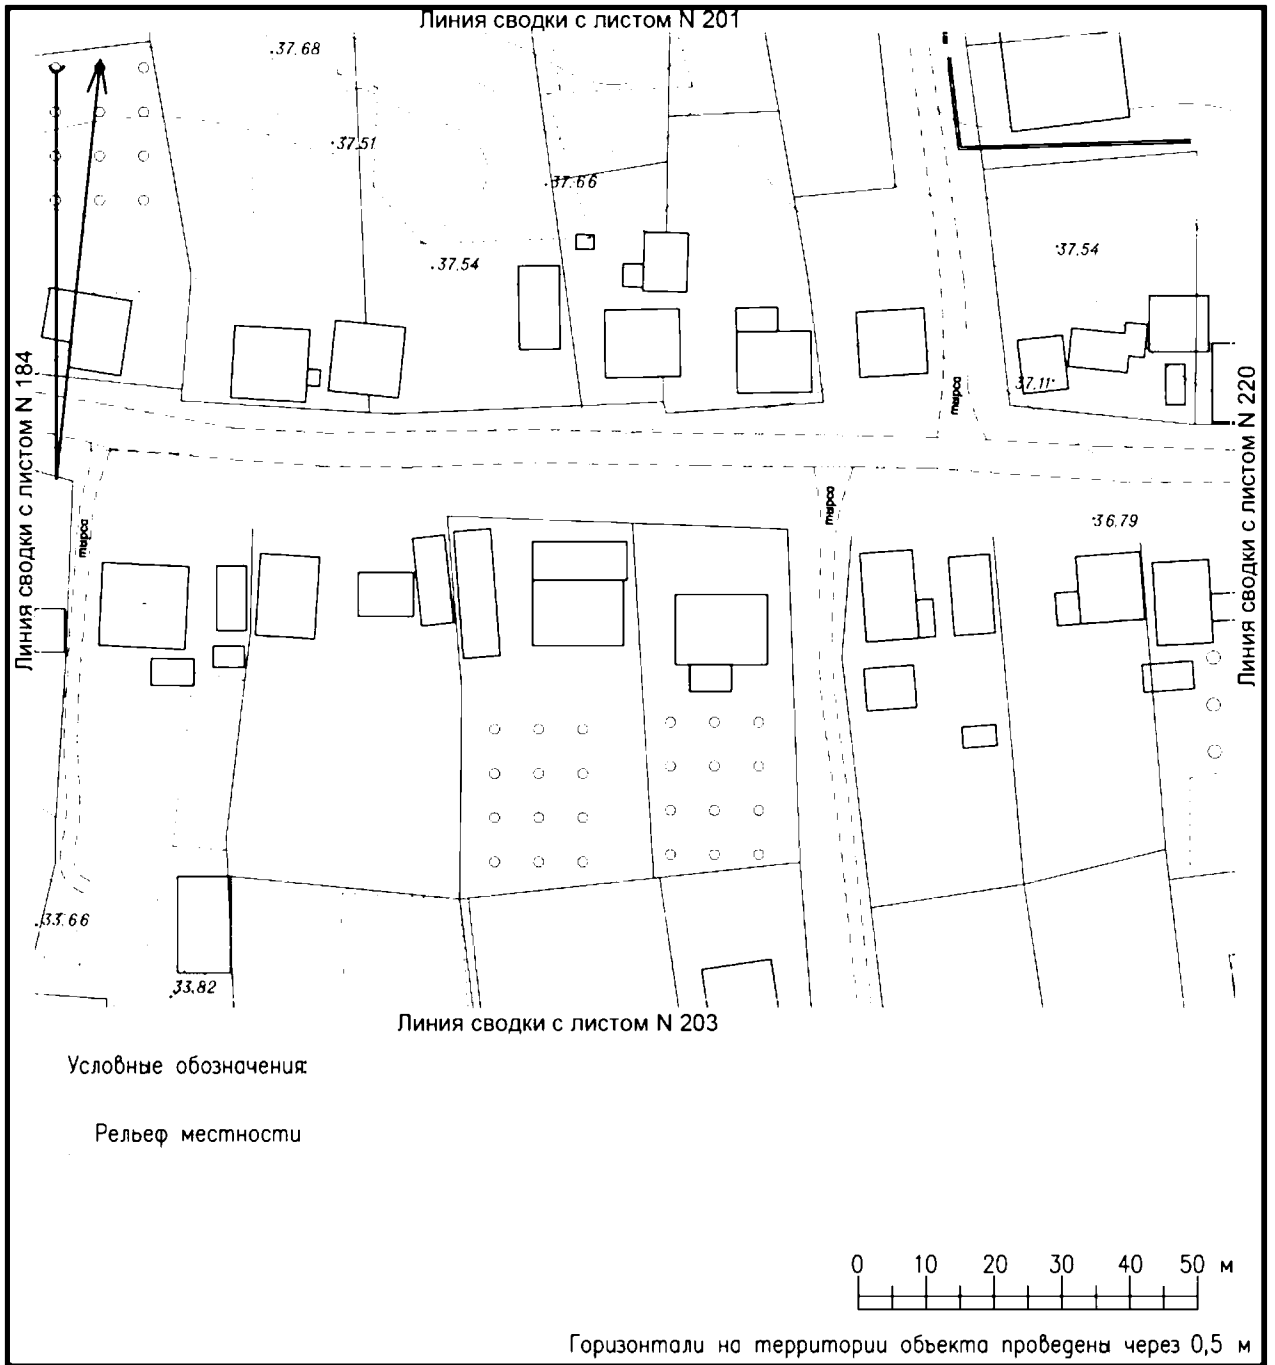 Линия сводки с листом N 201
.37.68
.37.51
.37.66
.37.54
.37.54
Линия сводки с листом N 184
37.11.
тырса
Линия сводки с листом N 220
тырса
тырса
.36.79
.33.66
.33.82
Линия сводки с листом N 203
Условные обозначения:
Рельеф местности
0 10 20 30 40 50 м
Горизонтали на территории объекта проведены через 0,5 м